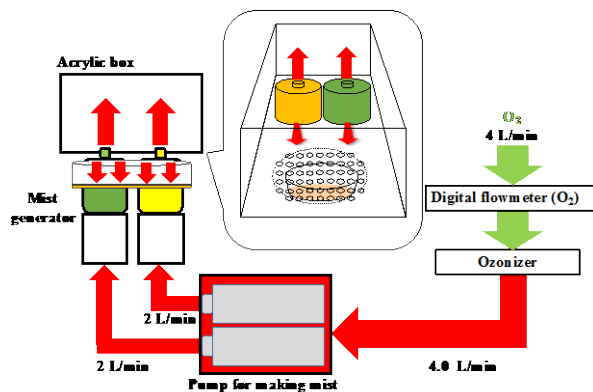 Acrylic box
O₂
4 L/min
Digital flowmeter (O₂)
Mist
generator
Ozonizer
2 L/min
2 L/min
4.0 L/min
Pump for making mist